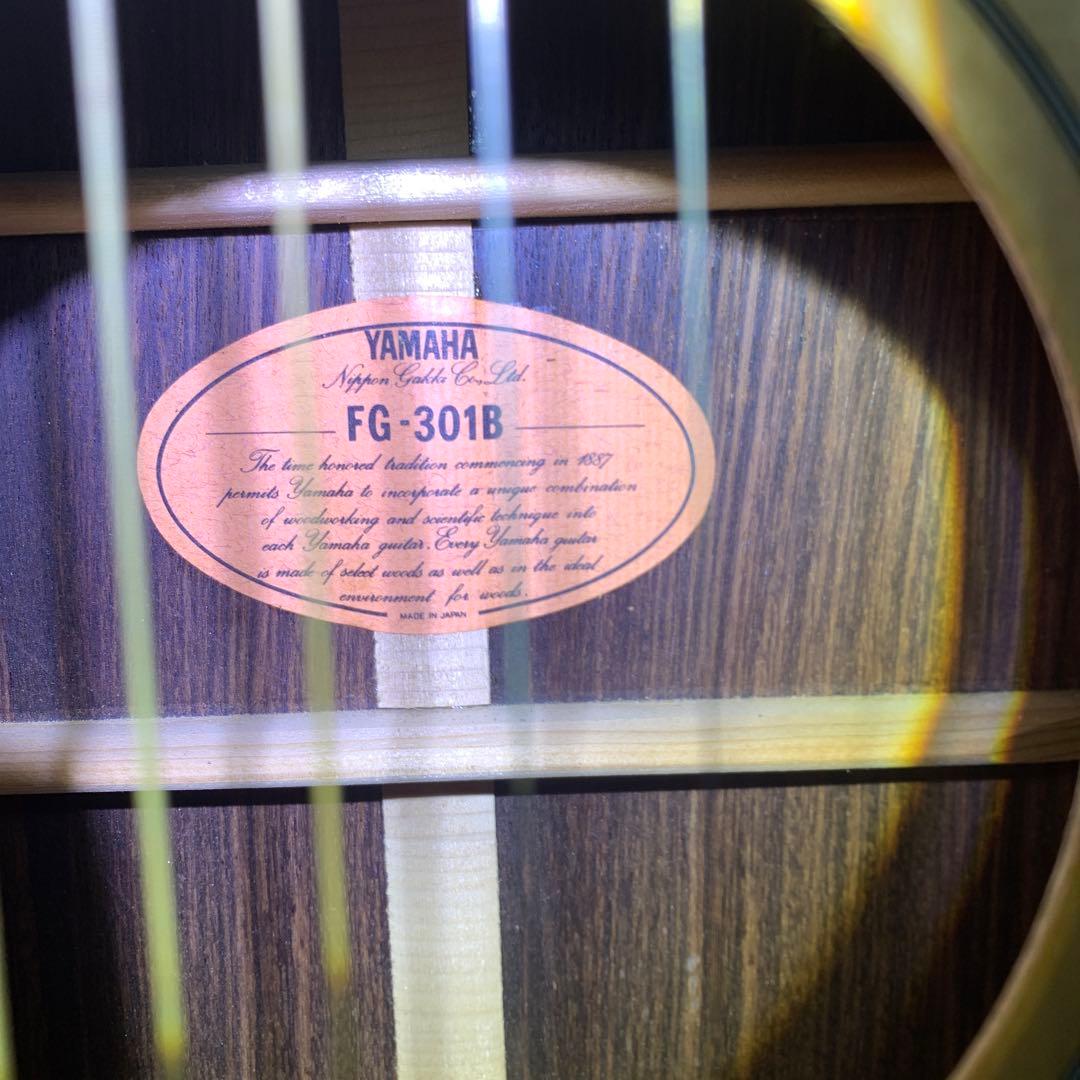 YAMAHA
Nippon Gakki Co., Ltd.
FG-301B
The time honored tradition commencing in 1887
permits Yamaha to incorporate a unique combination
of woodworking and scientific technique into
each Yamaha guitar. Every Yamaha guitar
is made of select woods as well as in the ideal
environment for woods.
MADE IN JAPAN